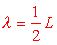 λ = 1/2 L